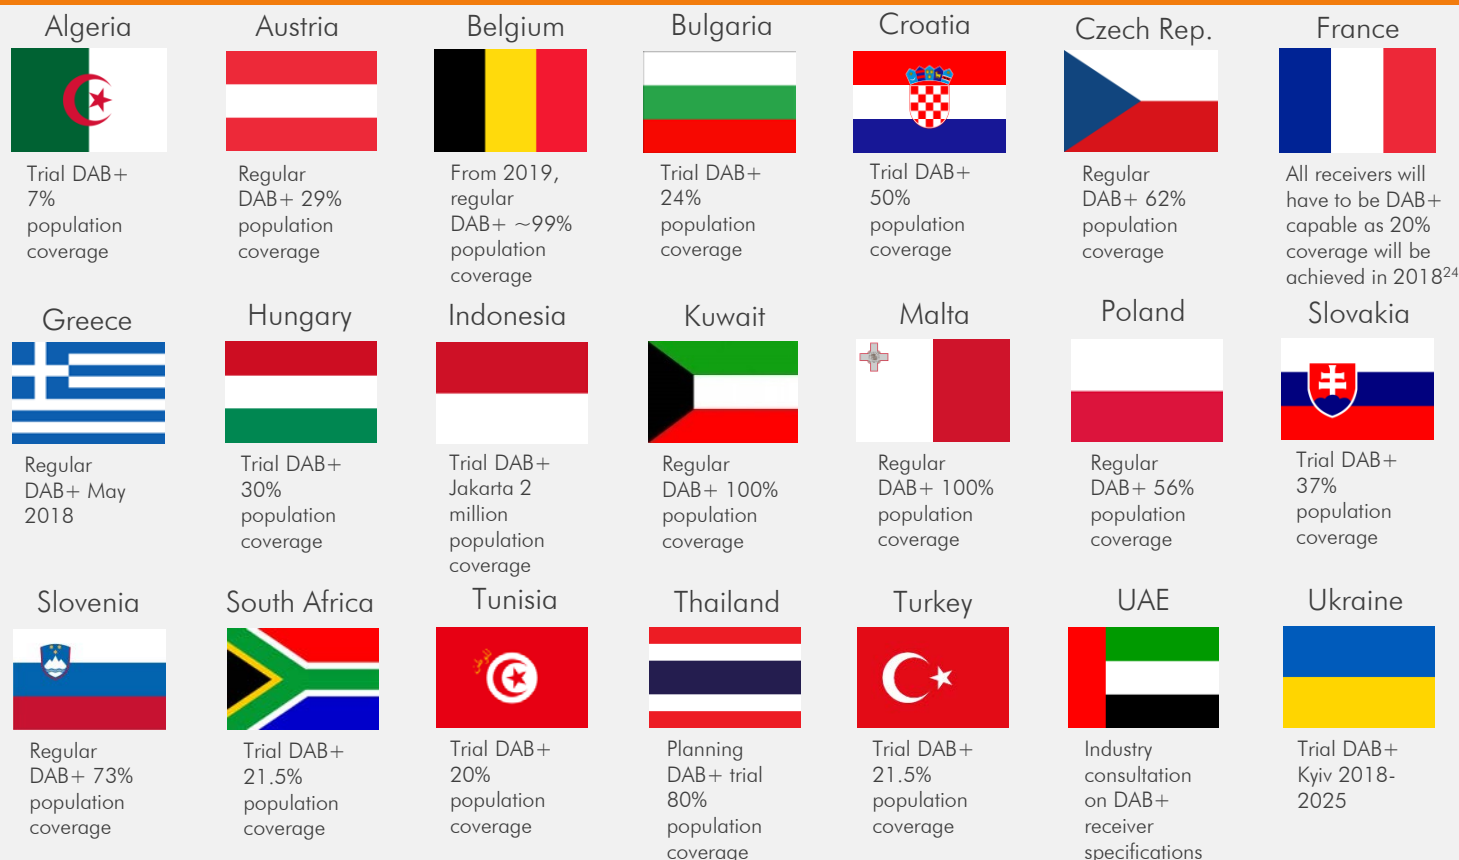 Algeria
Trial DAB+
7%
population
coverage
Austria
Regular
DAB+ 29%
population
coverage
Belgium
From 2019,
regular
DAB+ ~99%
population
coverage
Bulgaria
Trial DAB+
24%
population
coverage
Croatia
Trial DAB+
50%
population
coverage
Czech Rep.
Regular
DAB+ 62%
population
coverage
France
All receivers will
have to be DAB+
capable as 20%
coverage will be
achieved in 2018²⁴
Greece
Regular
DAB+ May
2018
Hungary
Trial DAB+
30%
population
coverage
Indonesia
Trial DAB+
Jakarta 2
million
population
coverage
Kuwait
Regular
DAB+ 100%
population
coverage
Malta
Regular
DAB+ 100%
population
coverage
Poland
Regular
DAB+ 56%
population
coverage
Slovakia
Trial DAB+
37%
population
coverage
Slovenia
Regular
DAB+ 73%
population
coverage
South Africa
Trial DAB+
21.5%
population
coverage
Tunisia
Trial DAB+
20%
population
coverage
Thailand
Planning
DAB+ trial
80%
population
coverage
Turkey
Trial DAB+
21.5%
population
coverage
UAE
Industry
consultation
on DAB+
receiver
specifications
Ukraine
Trial DAB+
Kyiv 2018-
2025